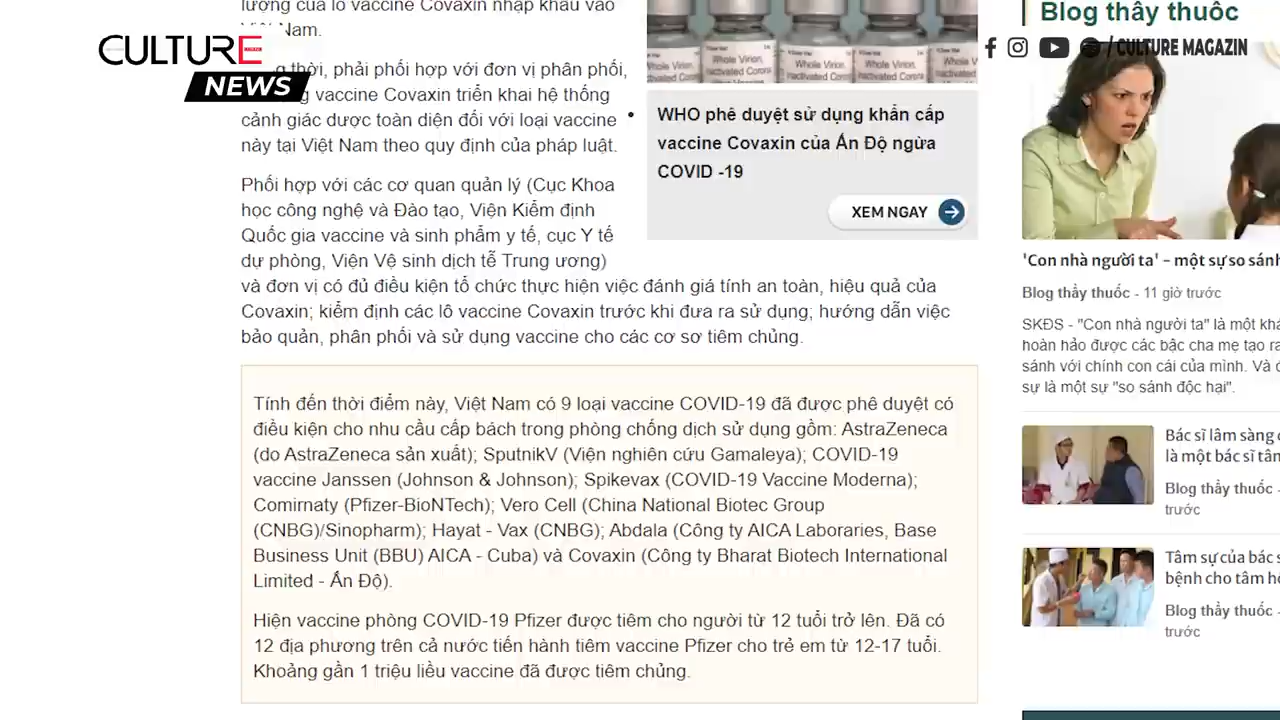 lượng của lô vaccine Covaxin nhập khẩu vào
Nam.
CULTURE
NEWS
thời, phải phối hợp với đơn vị phân phối,
vaccine Covaxin triển khai hệ thống
cảnh giác dược toàn diện đối với loại vaccine
này tại Việt Nam theo quy định của pháp luật.
Phối hợp với các cơ quan quản lý (Cục Khoa
học công nghệ và Đào tạo, Viện Kiểm định
Quốc gia vaccine và sinh phẩm y tế, cục Y tế
dự phòng, Viện Vệ sinh dịch tễ Trung ương)
và đơn vị có đủ điều kiện tổ chức thực hiện việc đánh giá tính an toàn, hiệu quả của
Covaxin; kiểm định các lô vaccine Covaxin trước khi đưa ra sử dụng, hướng dẫn việc
bảo quản, phân phối và sử dụng vaccine cho các cơ sơ tiêm chủng.
Whole Virion, Whole Virion, Whole Virion,
Inactivated Corona Inactivated Corona Inactivated Corona
WHO phê duyệt sử dụng khẩn cấp
vaccine Covaxin của Ấn Độ ngừa
COVID -19
XEM NGAY
Tính đến thời điểm này, Việt Nam có 9 loại vaccine COVID-19 đã được phê duyệt có
điều kiện cho nhu cầu cấp bách trong phòng chống dịch sử dụng gồm: AstraZeneca
(do AstraZeneca sản xuất); SputnikV (Viện nghiên cứu Gamaleya); COVID-19
vaccine Janssen (Johnson & Johnson); Spikevax (COVID-19 Vaccine Moderna);
Comirnaty (Pfizer-BioNTech); Vero Cell (China National Biotec Group
(CNBG)/Sinopharm); Hayat - Vax (CNBG); Abdala (Công ty AICA Laboraries, Base
Business Unit (BBU) AICA - Cuba) và Covaxin (Công ty Bharat Biotech International
Limited - Ấn Độ).
Hiện vaccine phòng COVID-19 Pfizer được tiêm cho người từ 12 tuổi trở lên. Đã có
12 địa phương trên cả nước tiến hành tiêm vaccine Pfizer cho trẻ em từ 12-17 tuổi.
Khoảng gần 1 triệu liều vaccine đã được tiêm chủng.
Blog thầy thuốc
/ CULTURE MAGAZIN
'Con nhà người ta' - một sự so sánh
Blog thầy thuốc - 11 giờ trước
SKĐS - "Con nhà người ta" là một
hoàn hảo được các bậc cha mẹ tạo
sánh với chính con cái của mình. Và
sự là một sự "so sánh độc hại".
Bác sĩ lâm sàng
là một bác sĩ
Blog thầy thuốc -
trước
Tâm sự của bác
bệnh cho tâm
Blog thầy thuốc -
trước